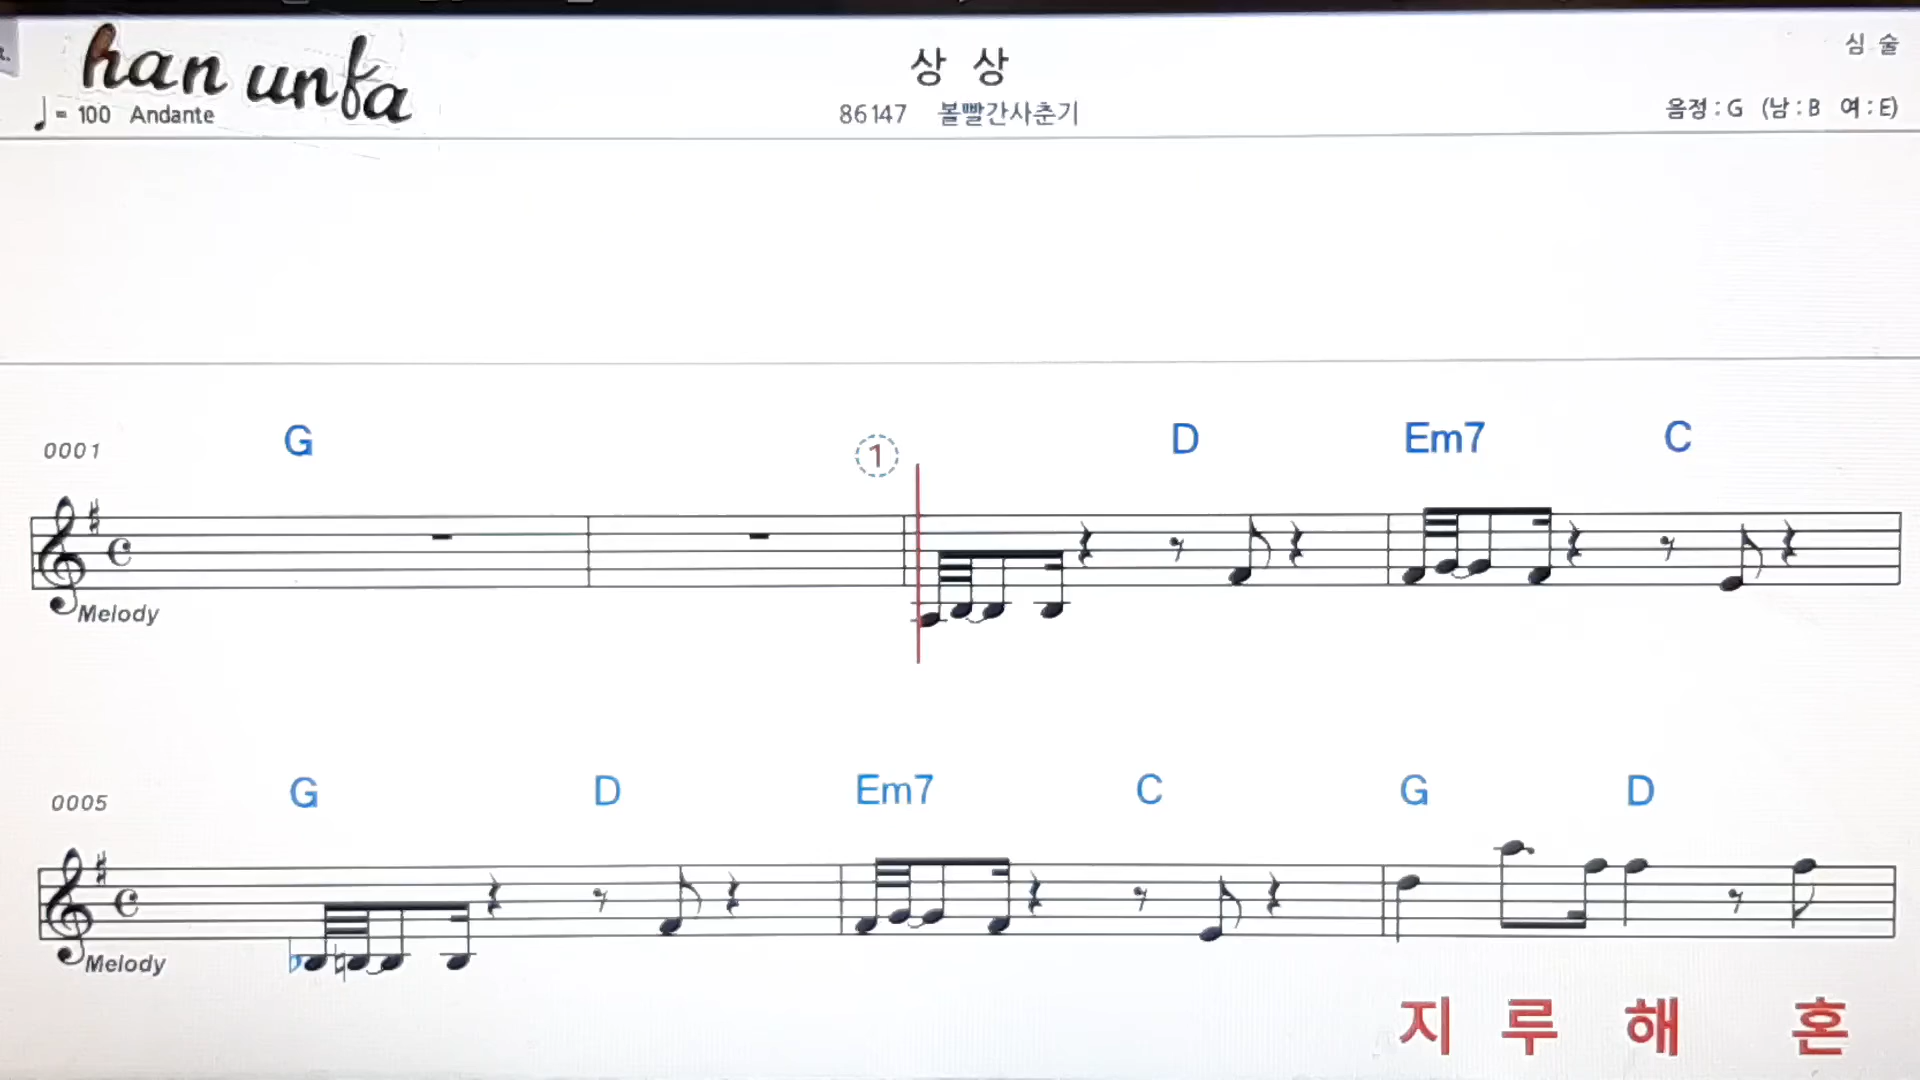 han unfa
상 상
심 술
♩= 100 Andante
86147 볼빨간사춘기
음정 : G (남 : B 여 : E)
0001 G 1 D Em7 C
Melody
0005 G D Em7 C G D
Melody
지 루 해 혼